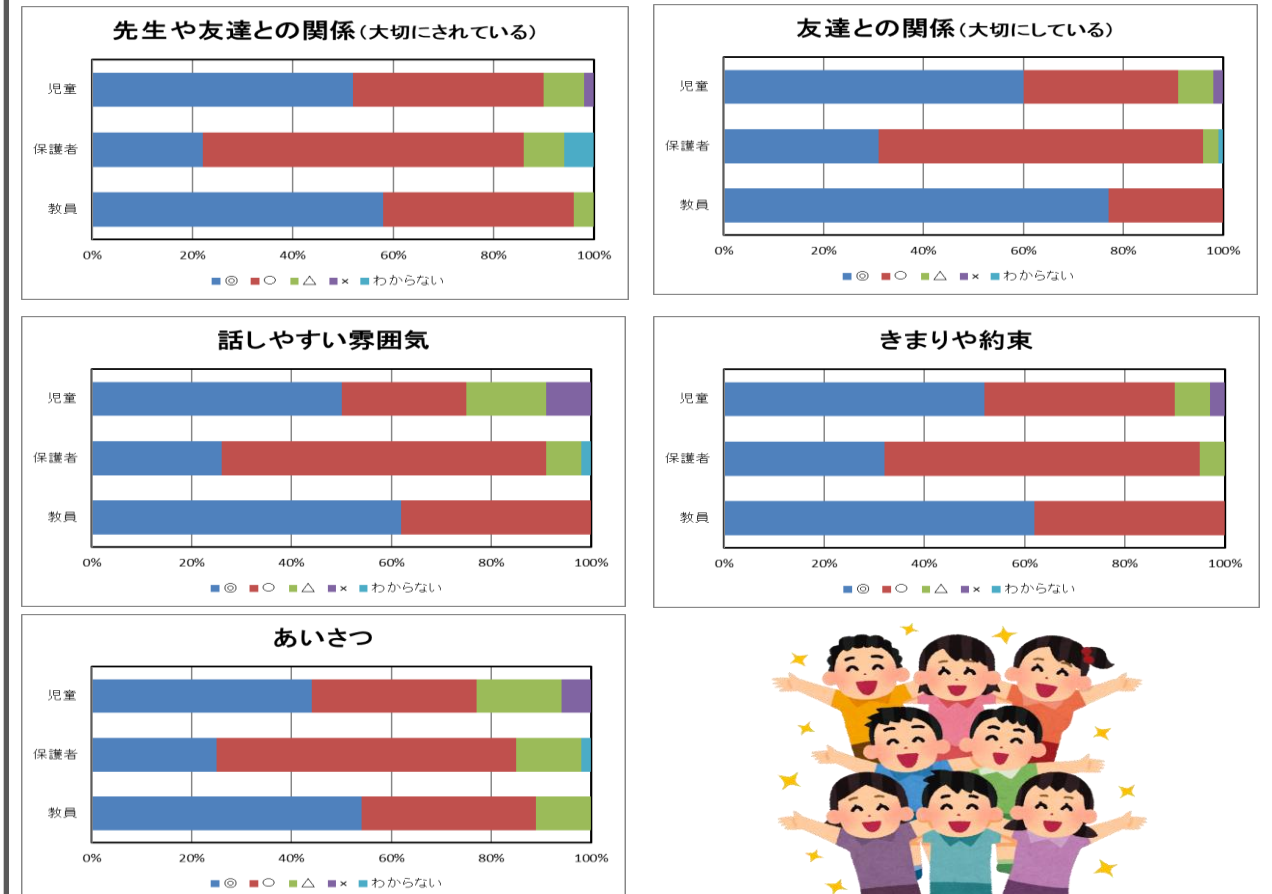 先生や友達との関係(大切にされている)
児童
保護者
教員
0% 20% 40% 60% 80% 100%
◎ ○ △ × わからない
友達との関係(大切にしている)
児童
保護者
教員
0% 20% 40% 60% 80% 100%
◎ ○ △ × わからない
話しやすい雰囲気
児童
保護者
教員
0% 20% 40% 60% 80% 100%
◎ ○ △ × わからない
きまりや約束
児童
保護者
教員
0% 20% 40% 60% 80% 100%
◎ ○ △ × わからない
あいさつ
児童
保護者
教員
0% 20% 40% 60% 80% 100%
◎ ○ △ × わからない